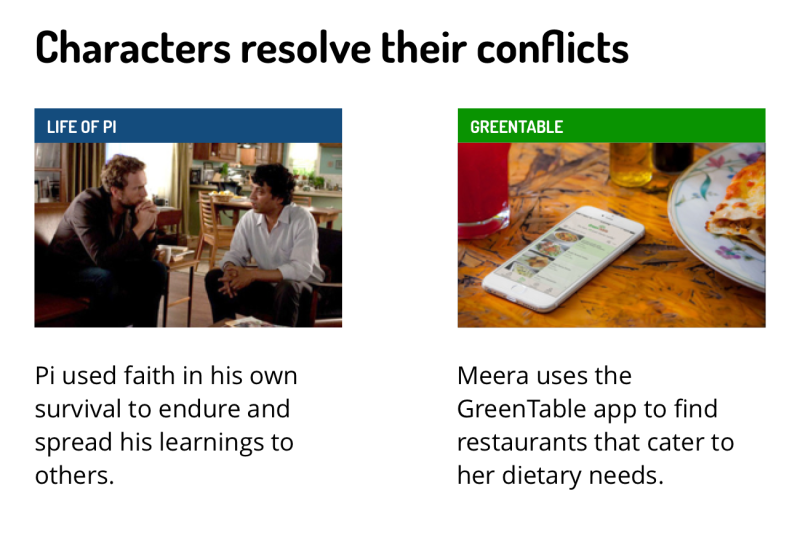 Characters resolve their conflicts
LIFE OF PI
Pi used faith in his own
survival to endure and
spread his learnings to
others.
GREENTABLE
Meera uses the
GreenTable app to find
restaurants that cater to
her dietary needs.